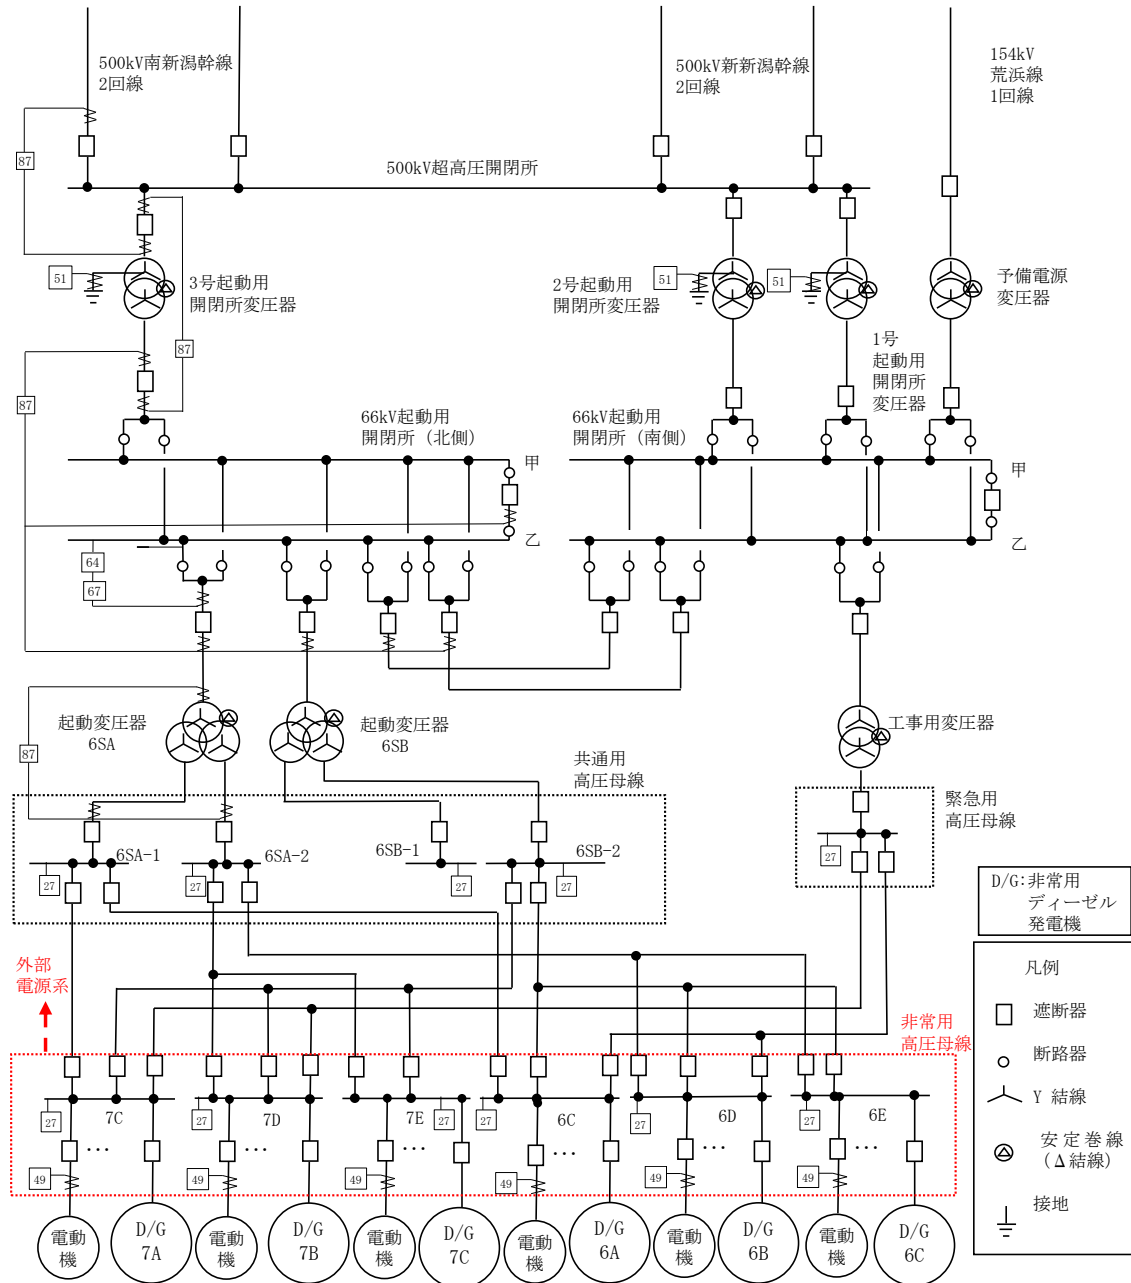 500kV南新潟幹線
2回線
500kV新新潟幹線
2回線
154kV
荒浜線
1回線
87
500kV超高圧開閉所
51
3号起動用
開閉所変圧器
2号起動用
開閉所変圧器
51
51
予備電源
変圧器
87
87
1号
起動用
開閉所
変圧器
66kV起動用
開閉所（北側）
66kV起動用
開閉所（南側）
甲
甲
乙
乙
64
67
起動変圧器
6SA
起動変圧器
6SB
工事用変圧器
87
共通用
高圧母線
緊急用
高圧母線
6SA-1
6SA-2
6SB-1
6SB-2
27
27
27
27
27
D/G:非常用
ディーゼル
発電機
外部
電源系
非常用
高圧母線
凡例
遮断器
断路器
Y 結線
安定巻線
(Δ結線)
接地
27
7C
27
7D
7E
27
27
6C
27
6D
27
6E
…
…
…
…
…
…
49
49
49
49
49
49
電動
機
D/G
7A
電動
機
D/G
7B
電動
機
D/G
7C
電動
機
D/G
6A
電動
機
D/G
6B
電動
機
D/G
6C